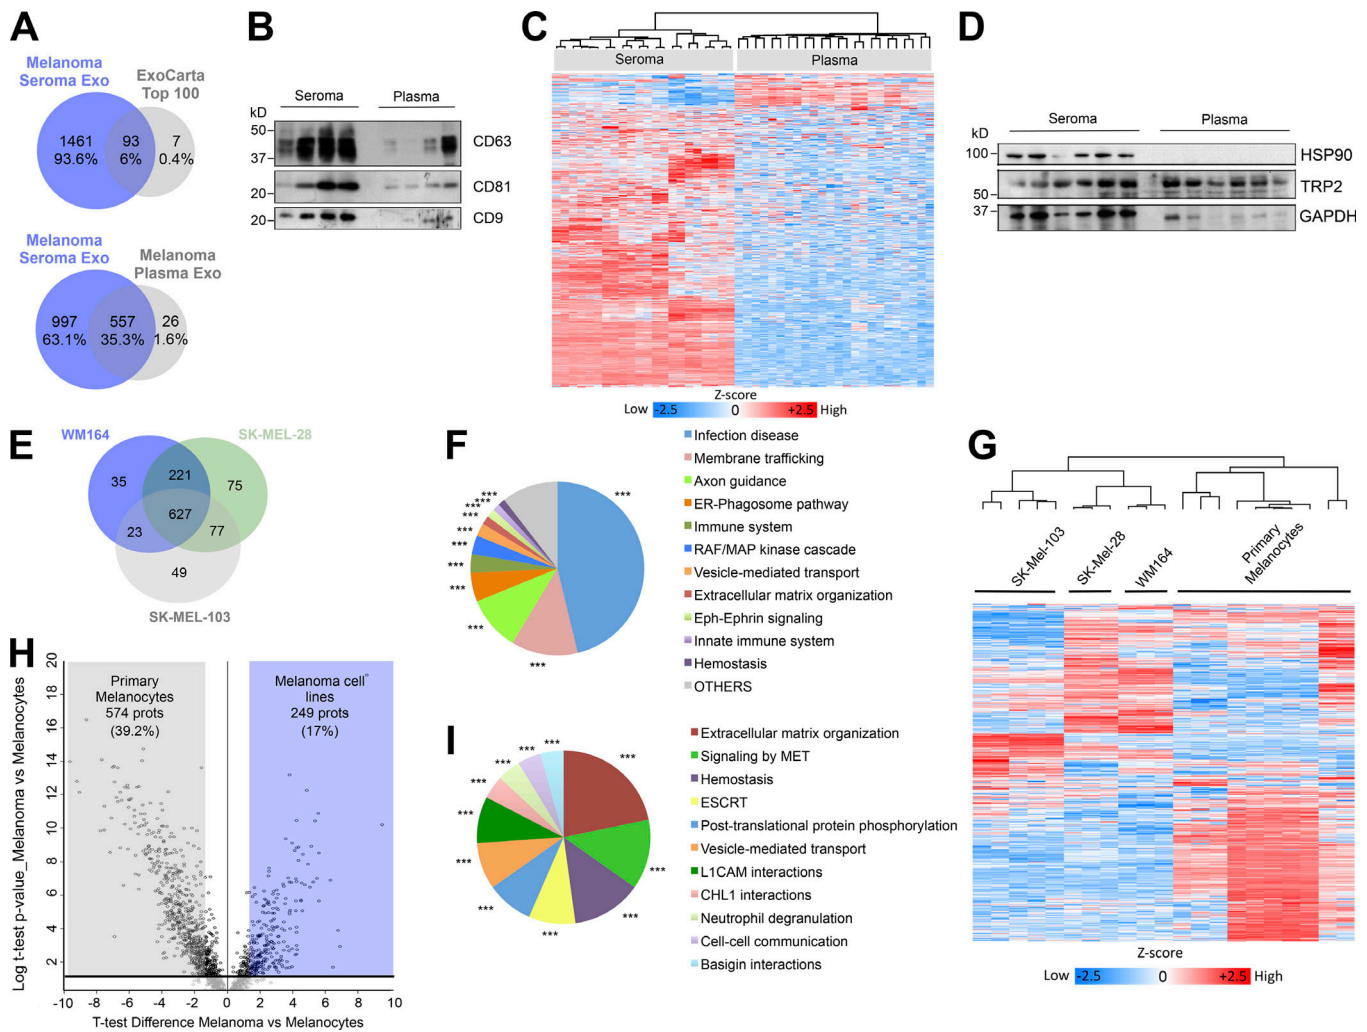 A
Melanoma
Seroma Exo
ExoCarta
Top 100
1461
93.6%
93
6%
7
0.4%
Melanoma
Seroma Exo
Melanoma
Plasma Exo
997
63.1%
557
35.3%
26
1.6%
B
Seroma
Plasma
kD
50
37
CD63
20
CD81
20
CD9
C
Seroma
Plasma
Z-score
Low
-2.5
0
+2.5
High
D
Seroma
Plasma
kD
100
HSP90
TRP2
50
37
GAPDH
E
WM164
SK-MEL-28
35
221
75
627
23
77
49
SK-MEL-103
F
***
***
***
***
***
***
***
***
***
***
***
Infection disease
Membrane trafficking
Axon guidance
ER-Phagosome pathway
Immune system
RAF/MAP kinase cascade
Vesicle-mediated transport
Extracellular matrix organization
Eph-Ephrin signaling
Innate immune system
Hemostasis
OTHERS
G
SK-Mel-103
SK-Mel-28
WM164
Primary
Melanocytes
Z-score
Low
-2.5
0
+2.5
High
H
Log t-test p-value_Melanoma vs Melanocytes
20
18
16
14
12
10
8
6
4
2
Primary
Melanocytes
574 prots
(39.2%)
Melanoma cell
lines
249 prots
(17%)
-10
-8
-6
-4
-2
0
2
4
6
8
10
T-test Difference Melanoma vs Melanocytes
I
***
***
***
***
***
***
***
***
***
***
***
Extracellular matrix organization
Signaling by MET
Hemostasis
ESCRT
Post-translational protein phosphorylation
Vesicle-mediated transport
L1CAM interactions
CHL1 interactions
Neutrophil degranulation
Cell-cell communication
Basigin interactions